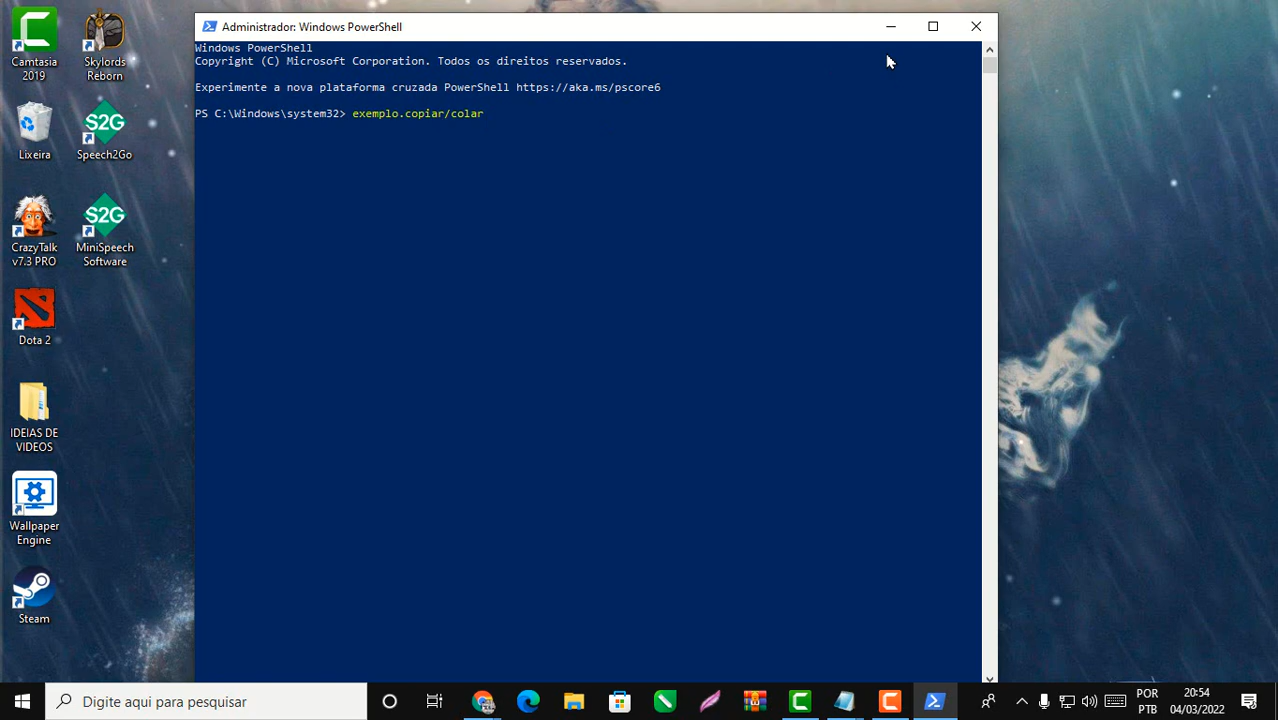 Administrador: Windows PowerShell
Windows PowerShell
Copyright (C) Microsoft Corporation. Todos os direitos reservados.
Experimente a nova plataforma cruzada PowerShell https://aka.ms/pscore6
PS C:\Windows\system32> exemplo.copiar/colar
Camtasia
2019
Skylords
Reborn
Lixeira
S2G
Speech2Go
CrazyTalk
v7.3 PRO
S2G
MiniSpeech
Software
Dota 2
IDEIAS DE
VIDEOS
Wallpaper
Engine
Steam
Digite aqui para pesquisar
POR
PTB
20:54
04/03/2022